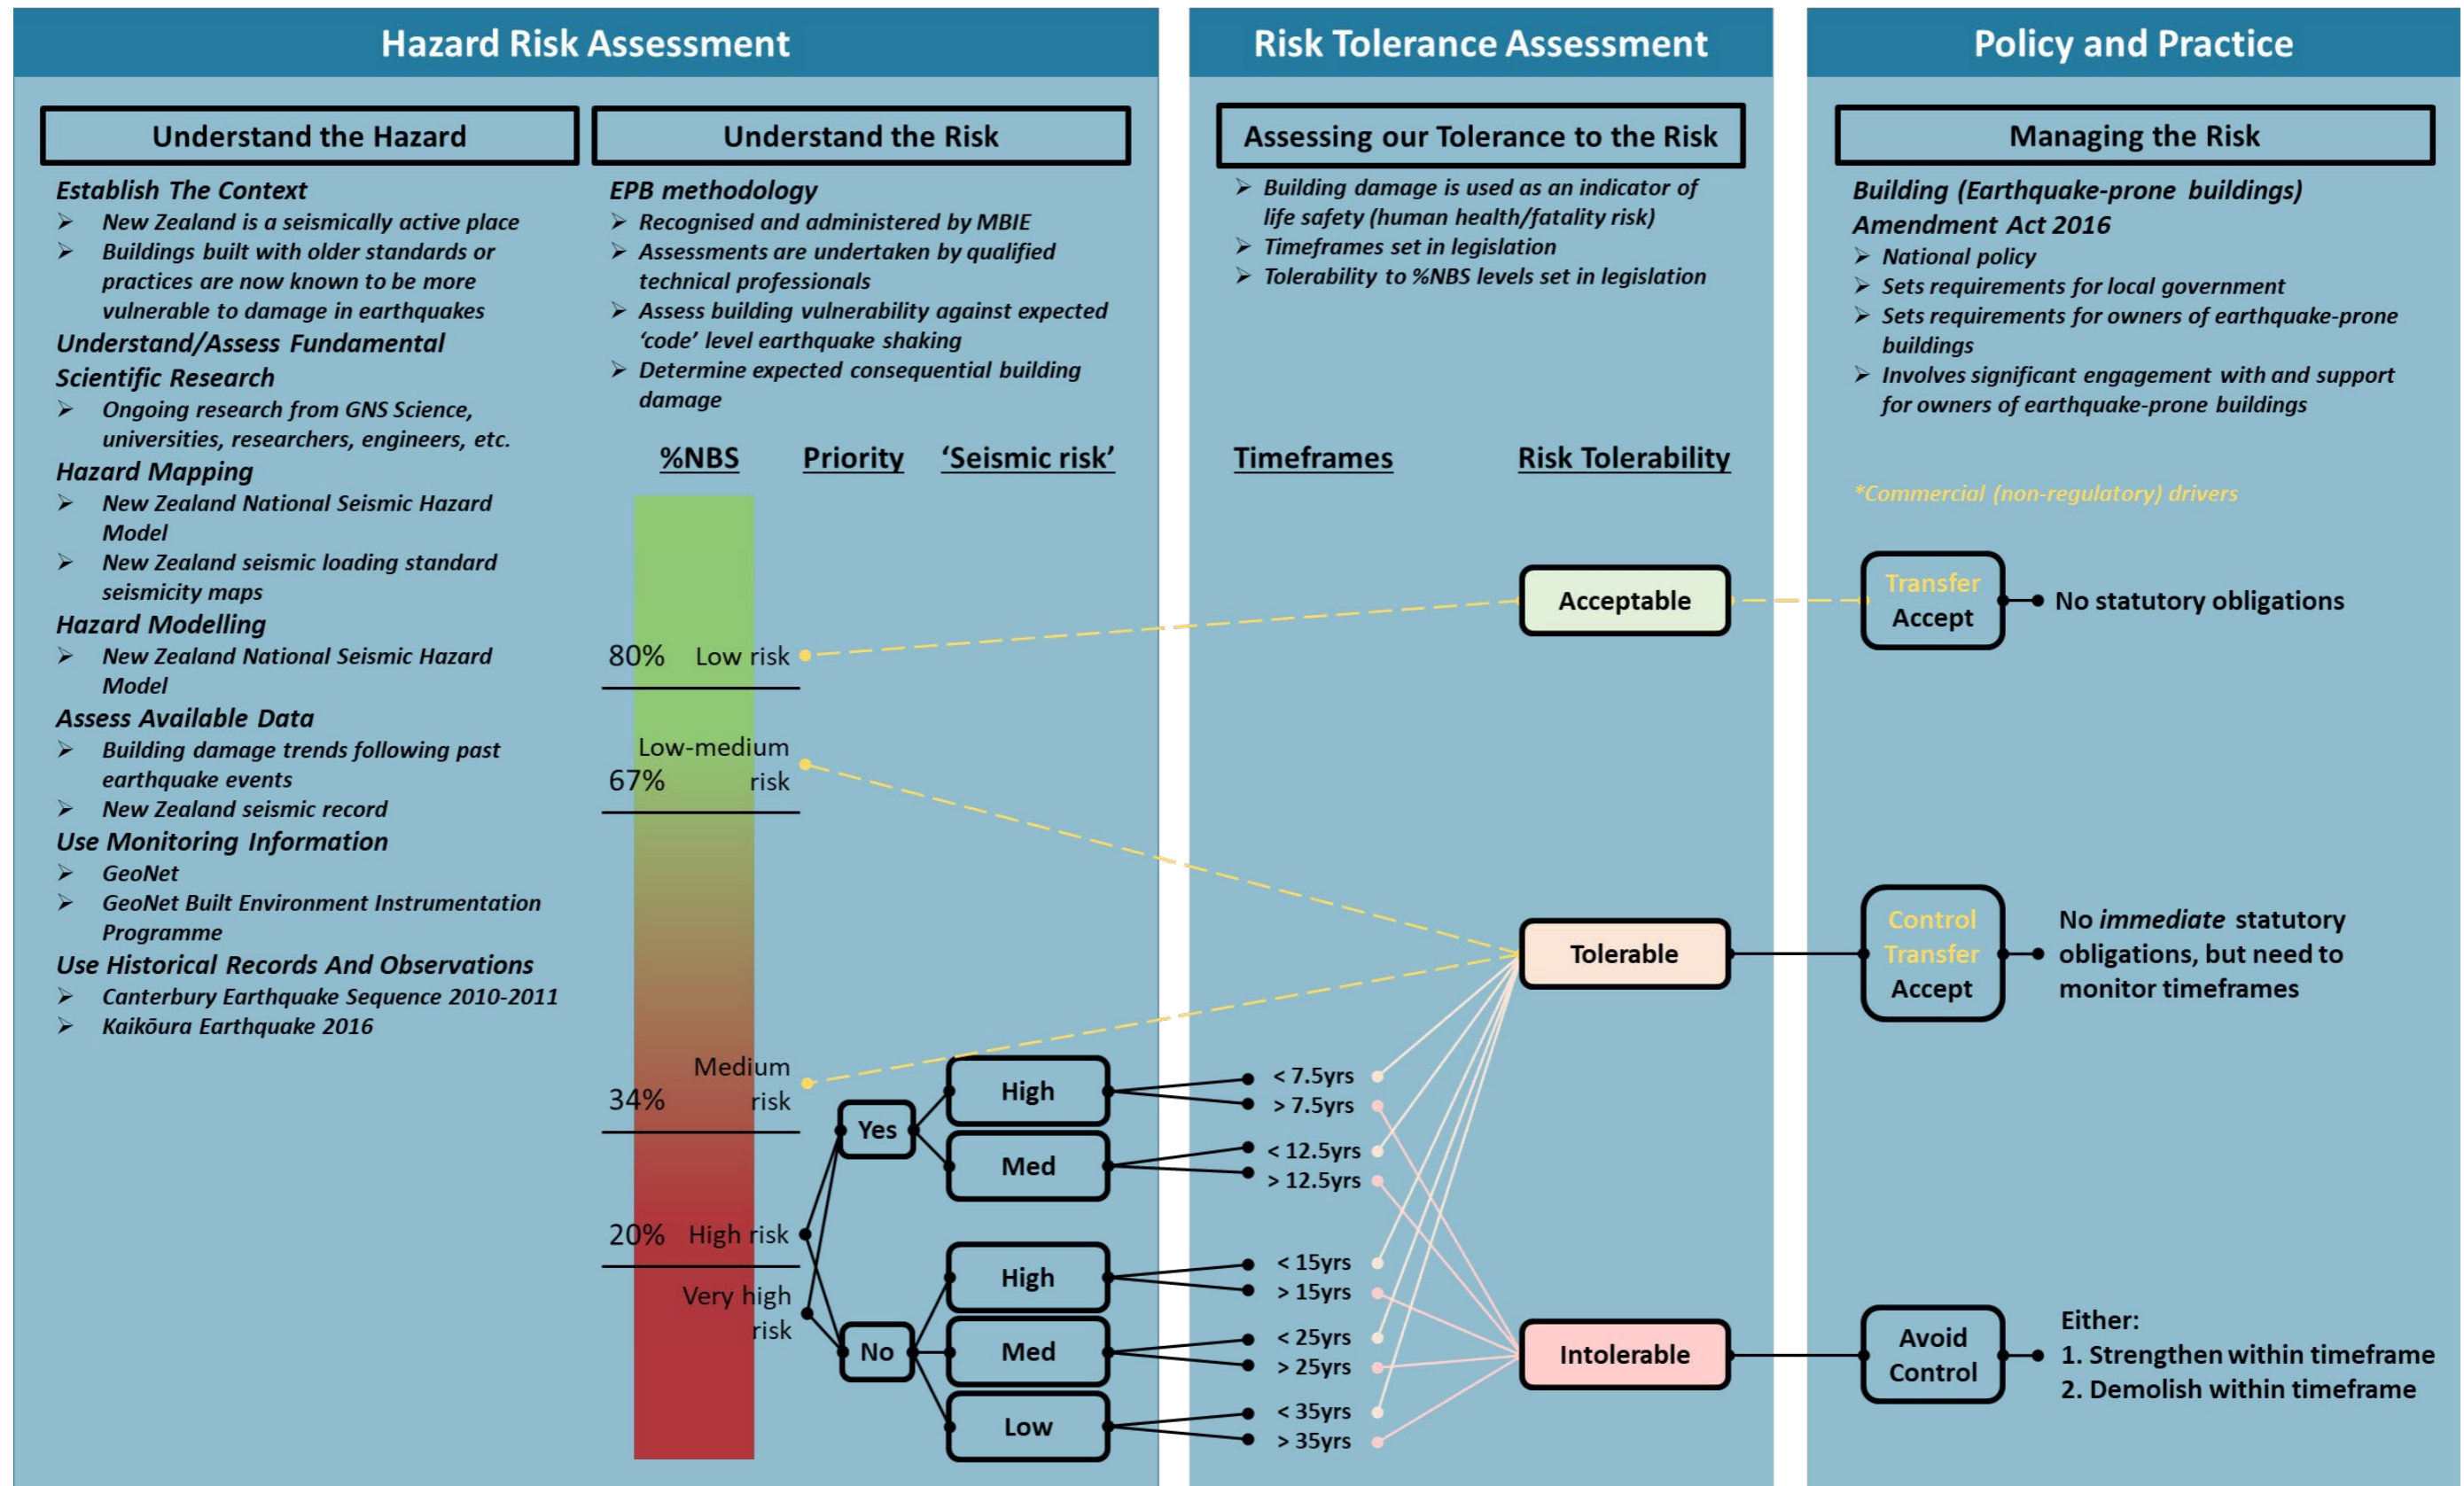 Hazard Risk Assessment
Understand the Hazard
Establish The Context
➢ New Zealand is a seismically active place
➢ Buildings built with older standards or
practices are now known to be more
vulnerable to damage in earthquakes
Understand/Assess Fundamental
Scientific Research
➢ Ongoing research from GNS Science,
universities, researchers, engineers, etc.
Hazard Mapping
➢ New Zealand National Seismic Hazard
Model
➢ New Zealand seismic loading standard
seismicity maps
Hazard Modelling
➢ New Zealand National Seismic Hazard
Model
Assess Available Data
➢ Building damage trends following past
earthquake events
➢ New Zealand seismic record
Use Monitoring Information
➢ GeoNet
➢ GeoNet Built Environment Instrumentation
Programme
Use Historical Records And Observations
➢ Canterbury Earthquake Sequence 2010-2011
➢ Kaikōura Earthquake 2016
Understand the Risk
EPB methodology
➢ Recognised and administered by MBIE
➢ Assessments are undertaken by qualified
technical professionals
➢ Assess building vulnerability against expected
‘code’ level earthquake shaking
➢ Determine expected consequential building
damage
%NBS
Priority
‘Seismic risk’
80% Low risk
Low-medium
67% risk
Medium
34% risk
20% High risk
Very high
risk
Yes
No
High
Med
High
Med
Low
Risk Tolerance Assessment
Assessing our Tolerance to the Risk
➢ Building damage is used as an indicator of
life safety (human health/fatality risk)
➢ Timeframes set in legislation
➢ Tolerability to %NBS levels set in legislation
Timeframes
Risk Tolerability
< 7.5yrs
> 7.5yrs
< 12.5yrs
> 12.5yrs
< 15yrs
> 15yrs
< 25yrs
> 25yrs
< 35yrs
> 35yrs
Acceptable
Tolerable
Intolerable
Policy and Practice
Managing the Risk
Building (Earthquake-prone buildings)
Amendment Act 2016
➢ National policy
➢ Sets requirements for local government
➢ Sets requirements for owners of earthquake-prone
buildings
➢ Involves significant engagement with and support
for owners of earthquake-prone buildings
*Commercial (non-regulatory) drivers
Transfer
Accept
No statutory obligations
Control
Transfer
Accept
No immediate statutory
obligations, but need to
monitor timeframes
Avoid
Control
Either:
1. Strengthen within timeframe
2. Demolish within timeframe